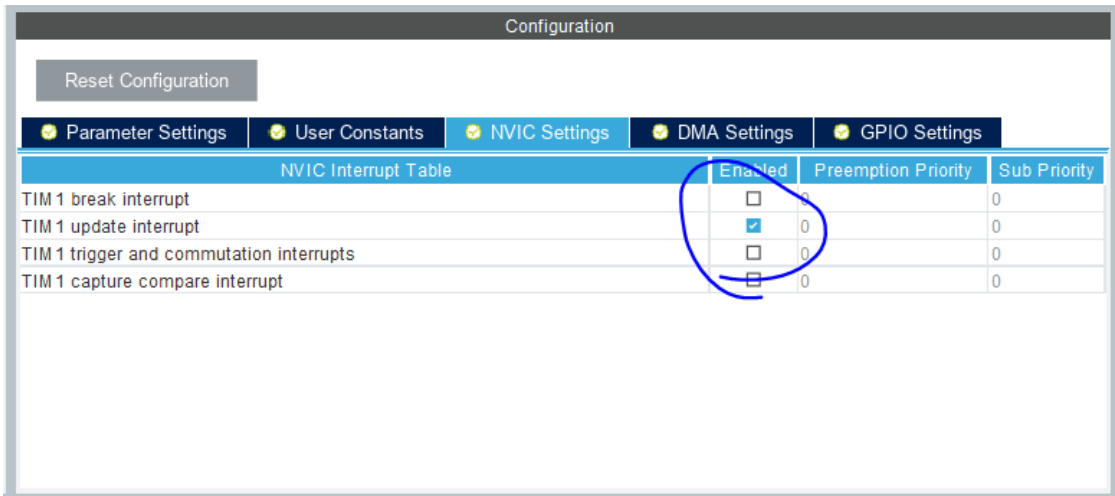 Configuration
Reset Configuration
Parameter Settings User Constants NVIC Settings DMA Settings GPIO Settings
NVIC Interrupt Table Enabled Preemption Priority Sub Priority
TIM1 break interrupt 0 0
TIM1 update interrupt 0 0
TIM1 trigger and commutation interrupts 0 0
TIM1 capture compare interrupt 0 0